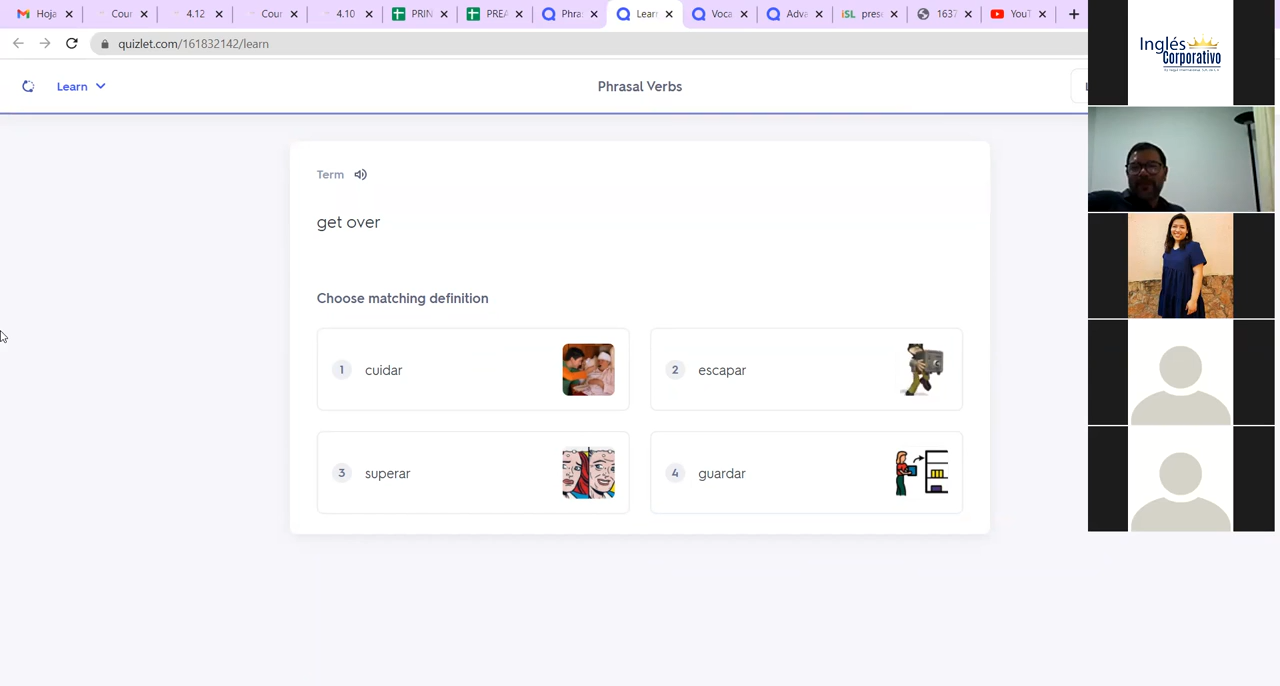 Hoja
Cour
4.12
Cour
4.10
PRIN
PREA
Phra
Learn
Voca
Adva
iSL pres
1637
YouT
quizlet.com/161832142/learn
Learn
Phrasal Verbs
Term
get over
Choose matching definition
1 cuidar
2 escapar
3 superar
4 guardar
Inglés
Corporativo